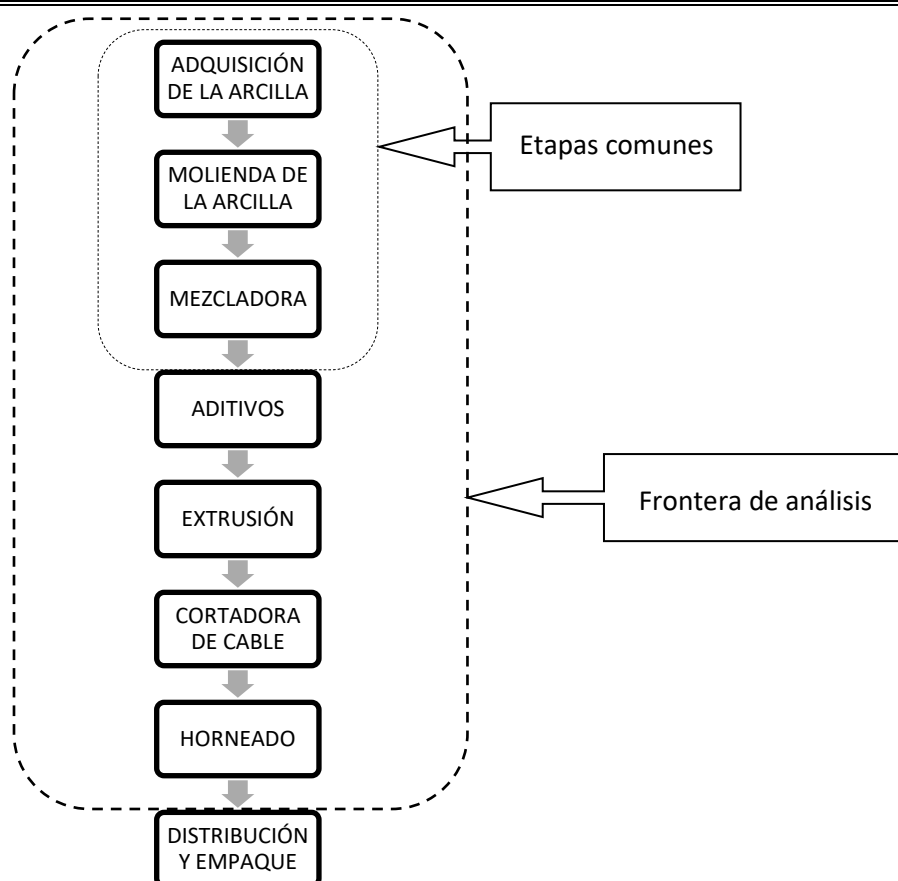 ADQUISICIÓN
DE LA ARCILLA
Etapas comunes
MOLIENDA DE
LA ARCILLA
MEZCLADORA
ADITIVOS
EXTRUSIÓN
Frontera de análisis
CORTADORA
DE CABLE
HORNEADO
DISTRIBUCIÓN
Y EMPAQUE